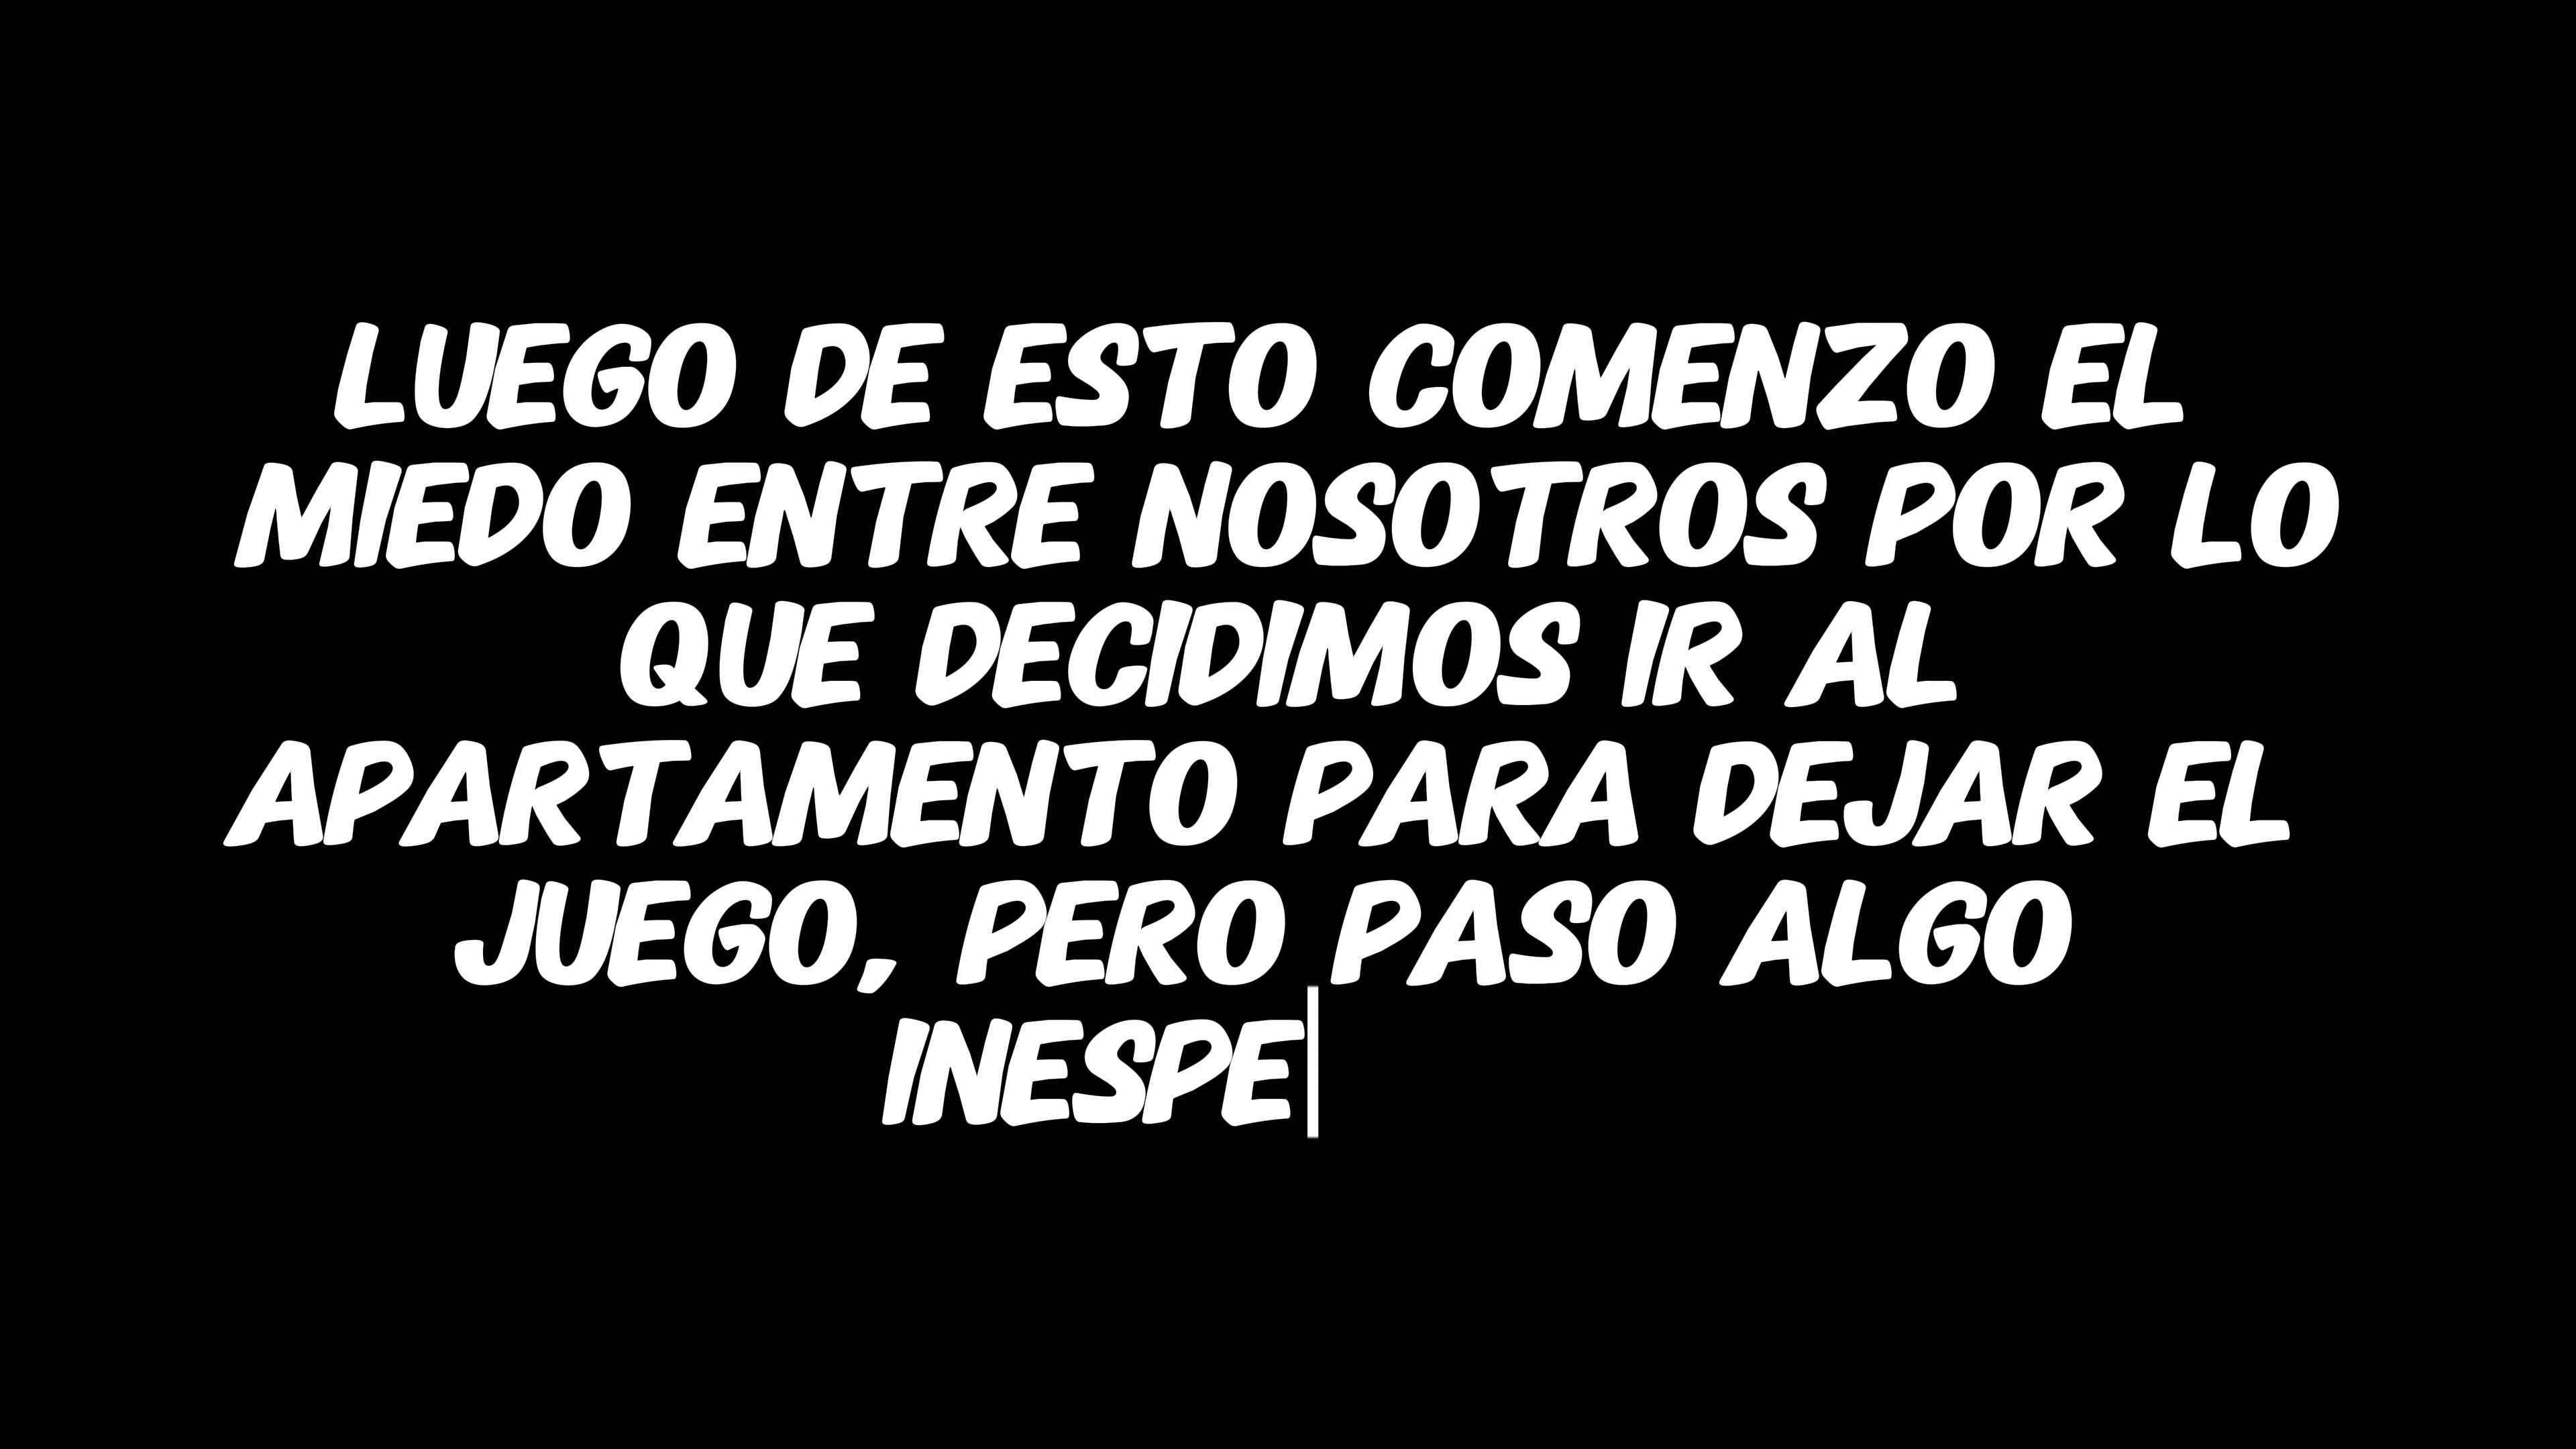 LUEGO DE ESTO COMENZO EL
MIEDO ENTRE NOSOTROS POR LO
QUE DECIDIMOS IR AL
APARTAMENTO PARA DEJAR EL
JUEGO, PERO PASO ALGO
INESPE